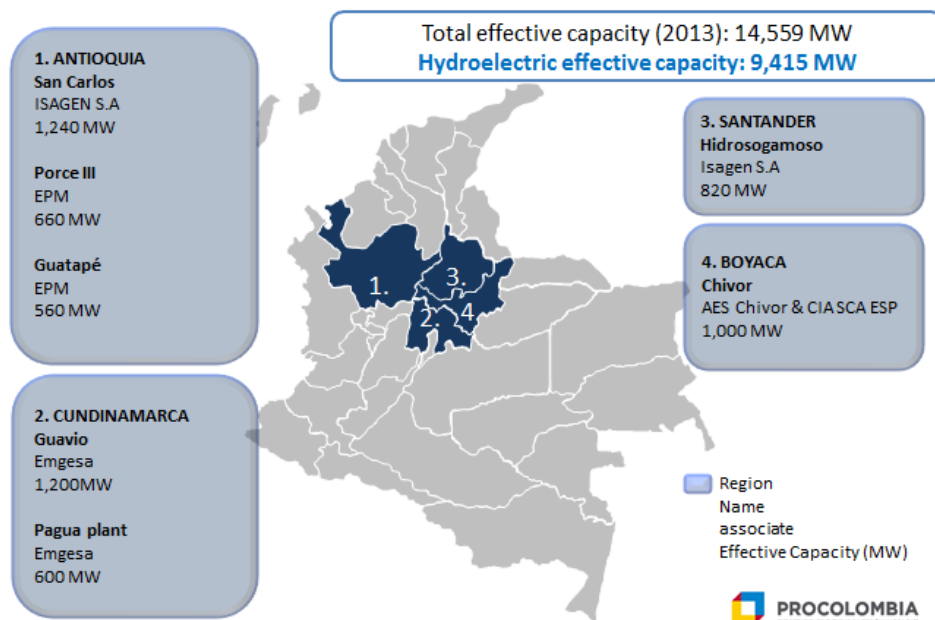 Total effective capacity (2013): 14,559 MW
Hydroelectric effective capacity: 9,415 MW
1. ANTIOQUIA
San Carlos
ISAGEN S.A
1,240 MW
Porce III
EPM
660 MW
Guatapé
EPM
560 MW
2. CUNDINAMARCA
Guavio
Emgesa
1,200MW
Pagua plant
Emgesa
600 MW
1.
2.
3.
4
3. SANTANDER
Hidrosogamoso
Isagen S.A
820 MW
4. BOYACA
Chivor
AES Chivor & CIA SCA ESP
1,000 MW
Region
Name
associate
Effective Capacity (MW)
PROCOLOMBIA